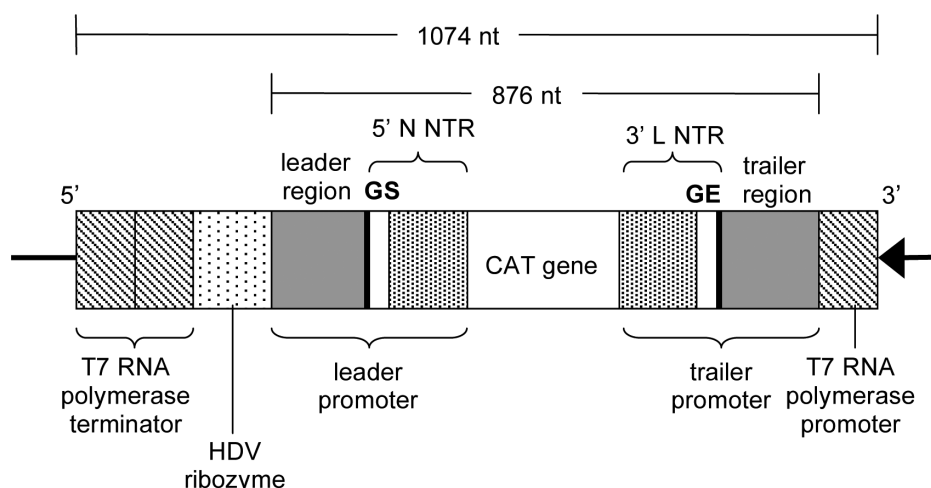 1074 nt
876 nt
5’ N NTR
3’ L NTR
leader
region
GS
GE
trailer
region
5’
3’
CAT gene
T7 RNA
polymerase
terminator
leader
promoter
trailer
promoter
T7 RNA
polymerase
promoter
HDV
ribozyme